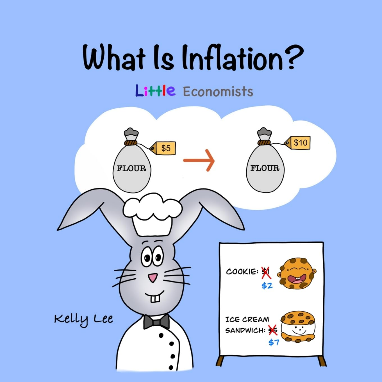 What Is Inflation?
Little Economists
$5
$10
FLOUR
FLOUR
COOKIE:
$2
ICE CREAM
SANDWICH:
$7
Kelly Lee